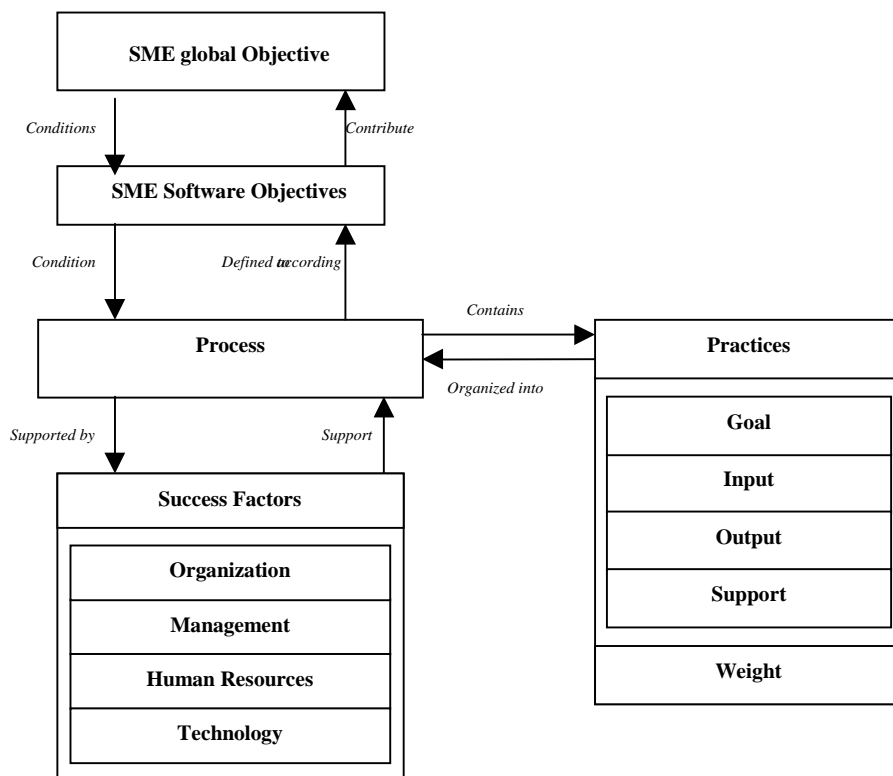 SME global Objective
Conditions
Contribute
SME Software Objectives
Condition
Defined according
Process
Contains
Organized into
Practices
Goal
Input
Output
Support
Weight
Supported by
Support
Success Factors
Organization
Management
Human Resources
Technology